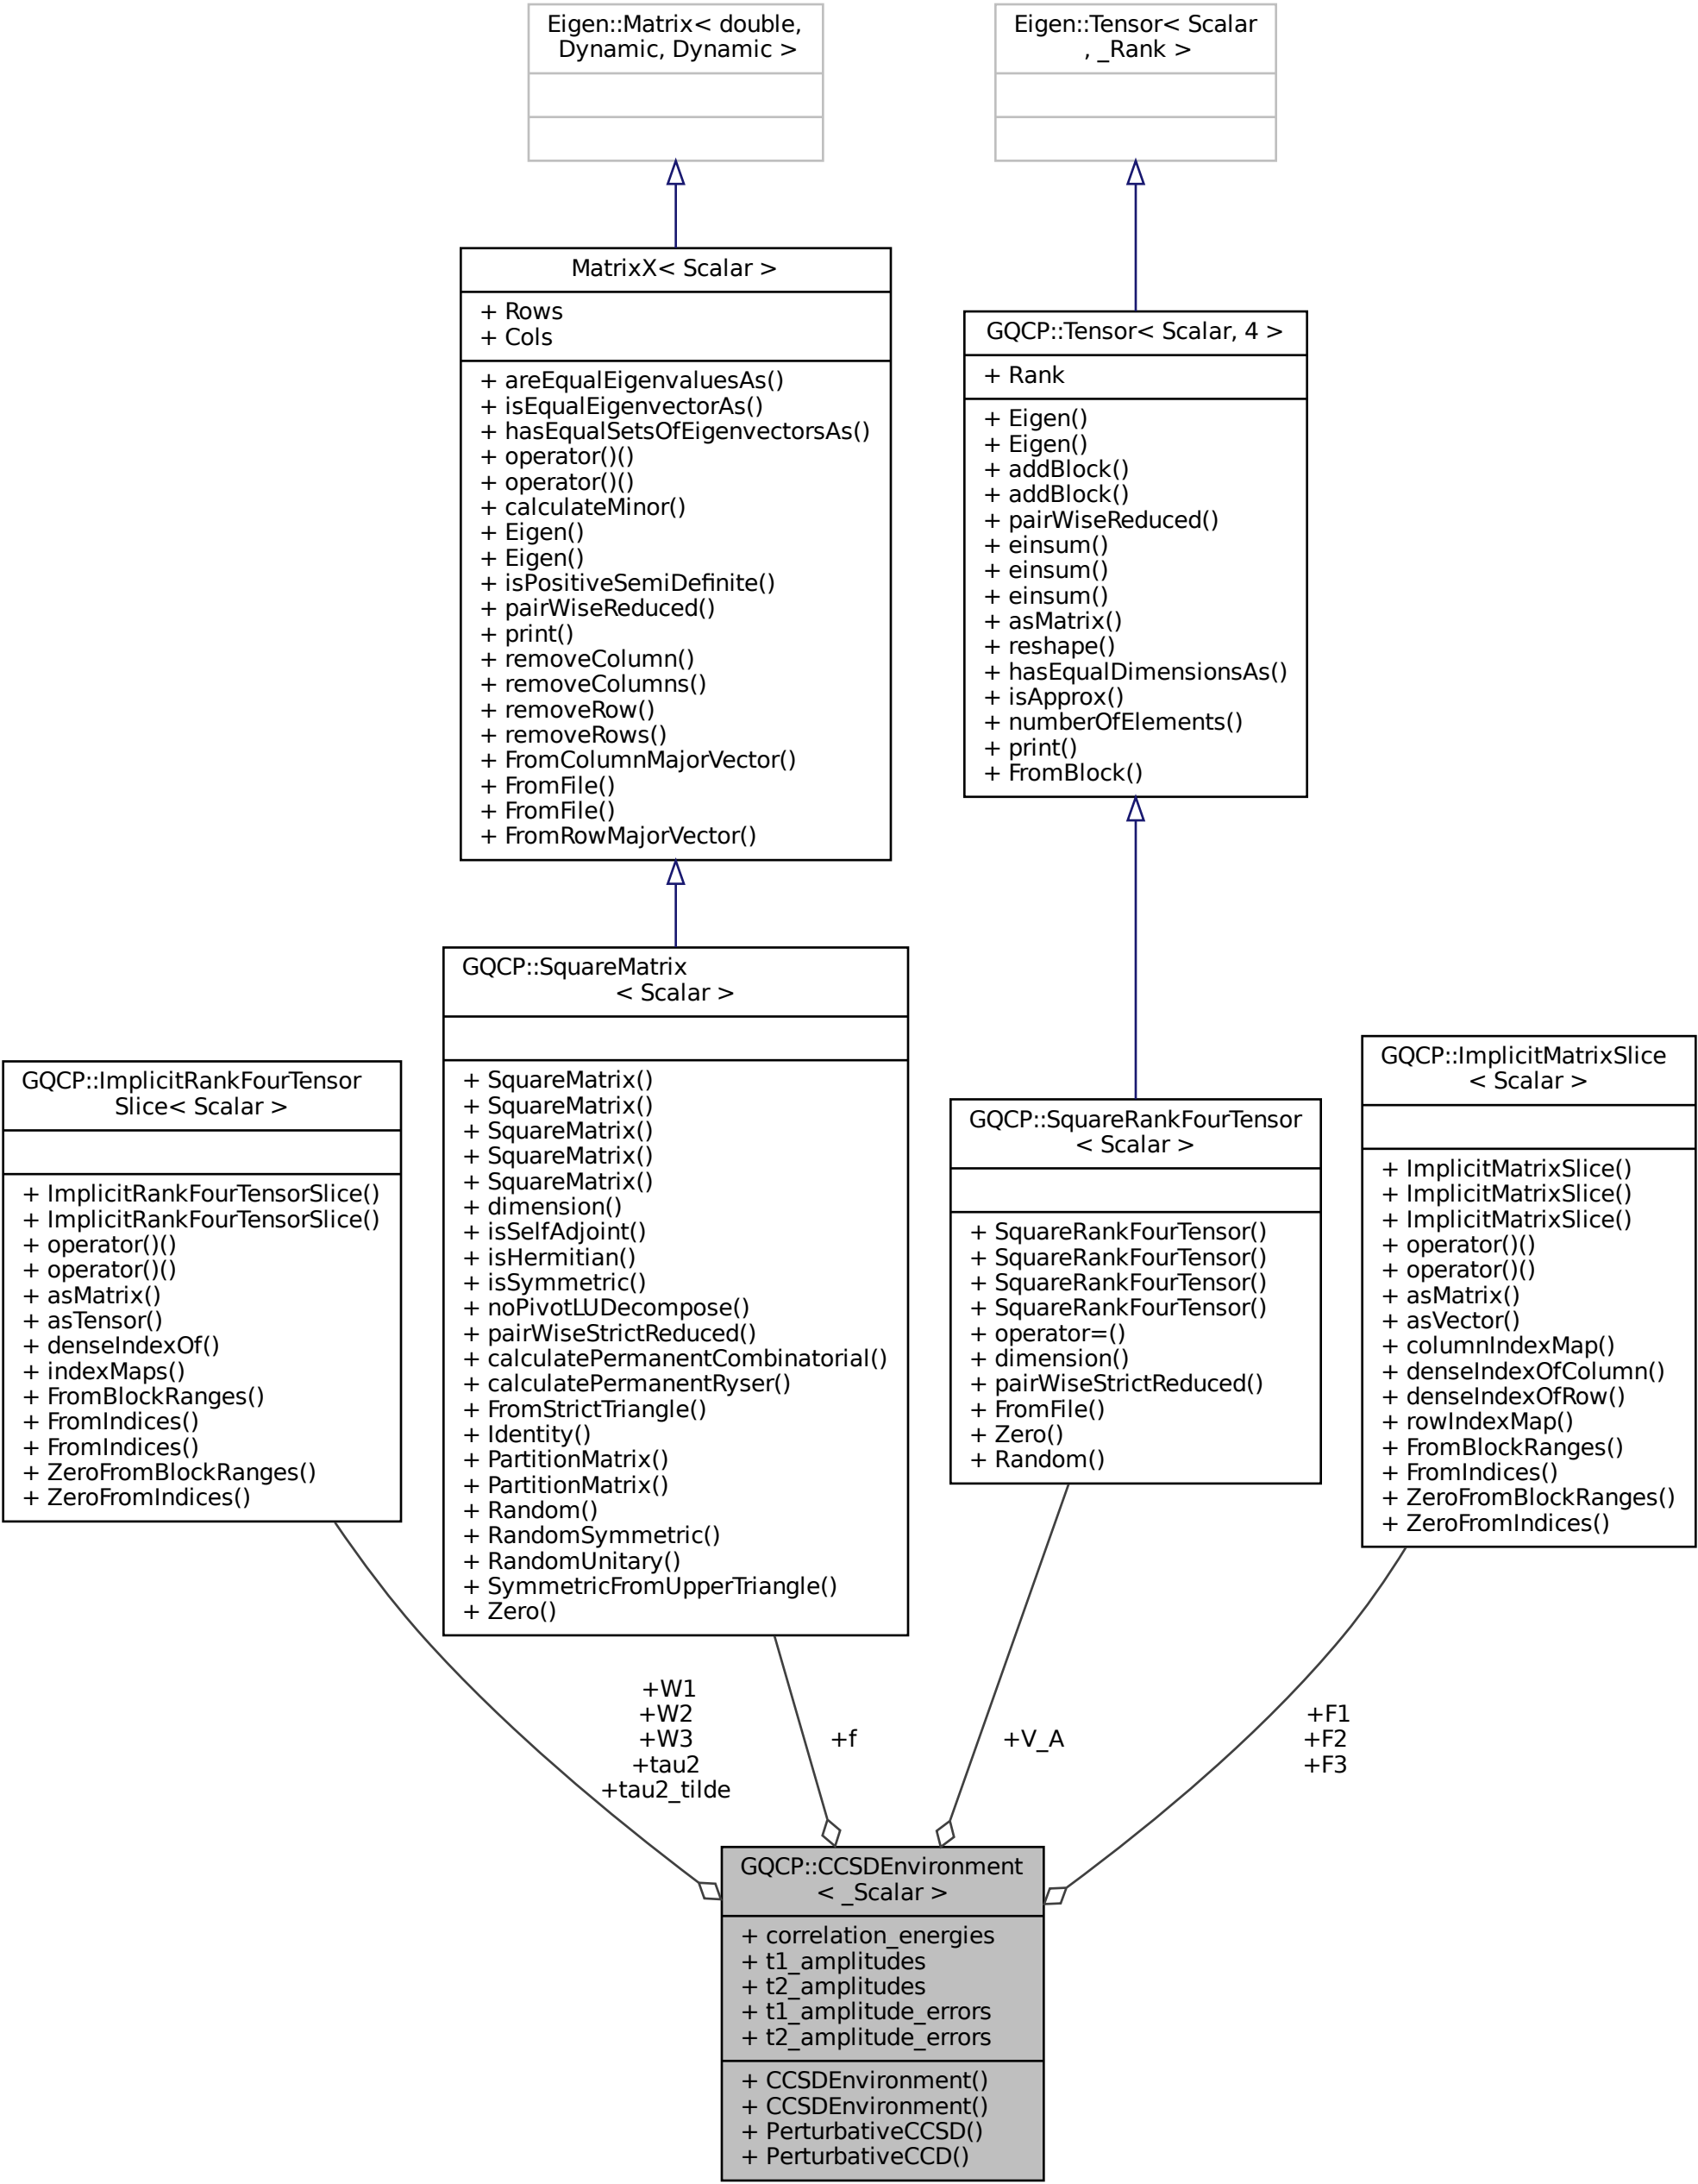 Eigen::Matrix< double,
Dynamic, Dynamic >
Eigen::Tensor< Scalar
, _Rank >
MatrixX< Scalar >
+ Rows
+ Cols
+ areEqualEigenvaluesAs()
+ isEqualEigenvectorAs()
+ hasEqualSetsOfEigenvectorsAs()
+ operator()()
+ operator()()
+ calculateMinor()
+ Eigen()
+ Eigen()
+ isPositiveSemiDefinite()
+ pairWiseReduced()
+ print()
+ removeColumn()
+ removeColumns()
+ removeRow()
+ removeRows()
+ FromColumnMajorVector()
+ FromFile()
+ FromFile()
+ FromRowMajorVector()
GQCP::Tensor< Scalar, 4 >
+ Rank
+ Eigen()
+ Eigen()
+ addBlock()
+ addBlock()
+ pairWiseReduced()
+ einsum()
+ einsum()
+ einsum()
+ asMatrix()
+ reshape()
+ hasEqualDimensionsAs()
+ isApprox()
+ numberOfElements()
+ print()
+ FromBlock()
GQCP::ImplicitRankFourTensor
Slice< Scalar >
+ ImplicitRankFourTensorSlice()
+ ImplicitRankFourTensorSlice()
+ operator()()
+ operator()()
+ asMatrix()
+ asTensor()
+ denseIndexOf()
+ indexMaps()
+ FromBlockRanges()
+ FromIndices()
+ FromIndices()
+ ZeroFromBlockRanges()
+ ZeroFromIndices()
GQCP::SquareMatrix
< Scalar >
+ SquareMatrix()
+ SquareMatrix()
+ SquareMatrix()
+ SquareMatrix()
+ SquareMatrix()
+ dimension()
+ isSelfAdjoint()
+ isHermitian()
+ isSymmetric()
+ noPivotLUDecompose()
+ pairWiseStrictReduced()
+ calculatePermanentCombinatorial()
+ calculatePermanentRyser()
+ FromStrictTriangle()
+ Identity()
+ PartitionMatrix()
+ PartitionMatrix()
+ Random()
+ RandomSymmetric()
+ RandomUnitary()
+ SymmetricFromUpperTriangle()
+ Zero()
GQCP::SquareRankFourTensor
< Scalar >
+ SquareRankFourTensor()
+ SquareRankFourTensor()
+ SquareRankFourTensor()
+ SquareRankFourTensor()
+ operator=()
+ dimension()
+ pairWiseStrictReduced()
+ FromFile()
+ Zero()
+ Random()
GQCP::ImplicitMatrixSlice
< Scalar >
+ ImplicitMatrixSlice()
+ ImplicitMatrixSlice()
+ ImplicitMatrixSlice()
+ operator()()
+ operator()()
+ asMatrix()
+ asVector()
+ columnIndexMap()
+ denseIndexOfColumn()
+ denseIndexOfRow()
+ rowIndexMap()
+ FromBlockRanges()
+ FromIndices()
+ ZeroFromBlockRanges()
+ ZeroFromIndices()
+W1
+W2
+W3
+tau2
+tau2_tilde
+f
+V_A
+F1
+F2
+F3
GQCP::CCSDEnvironment
< _Scalar >
+ correlation_energies
+ t1_amplitudes
+ t2_amplitudes
+ t1_amplitude_errors
+ t2_amplitude_errors
+ CCSDEnvironment()
+ CCSDEnvironment()
+ PerturbativeCCSD()
+ PerturbativeCCD()